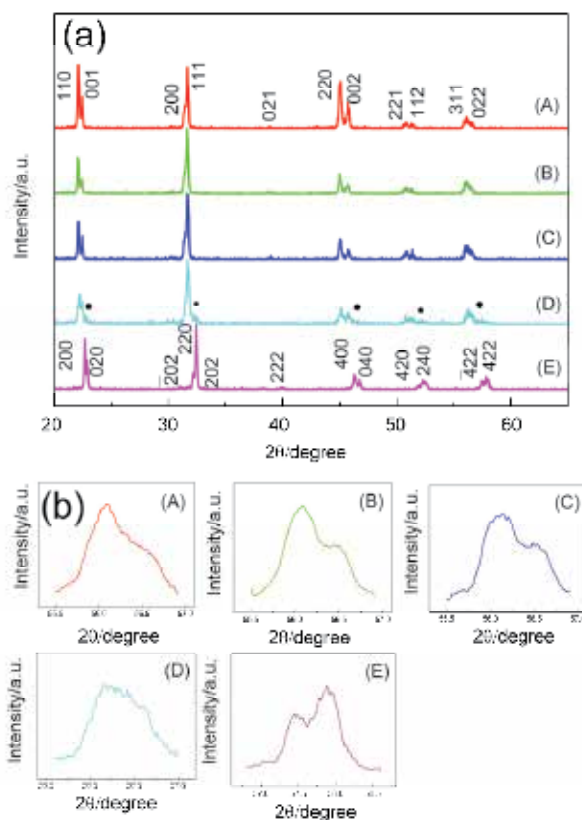 (a)
110
001
200
111
021
220
002
221
112
311
022
(A)
(B)
(C)
(D)
200
020
202
220
202
222
400
040
420
240
422
422
(E)
Intensity/a.u.
20 30 40 50 60
2θ/degree
(b)
(A)
Intensity/a.u.
2θ/degree
(B)
Intensity/a.u.
2θ/degree
(C)
Intensity/a.u.
2θ/degree
(D)
Intensity/a.u.
2θ/degree
(E)
Intensity/a.u.
2θ/degree